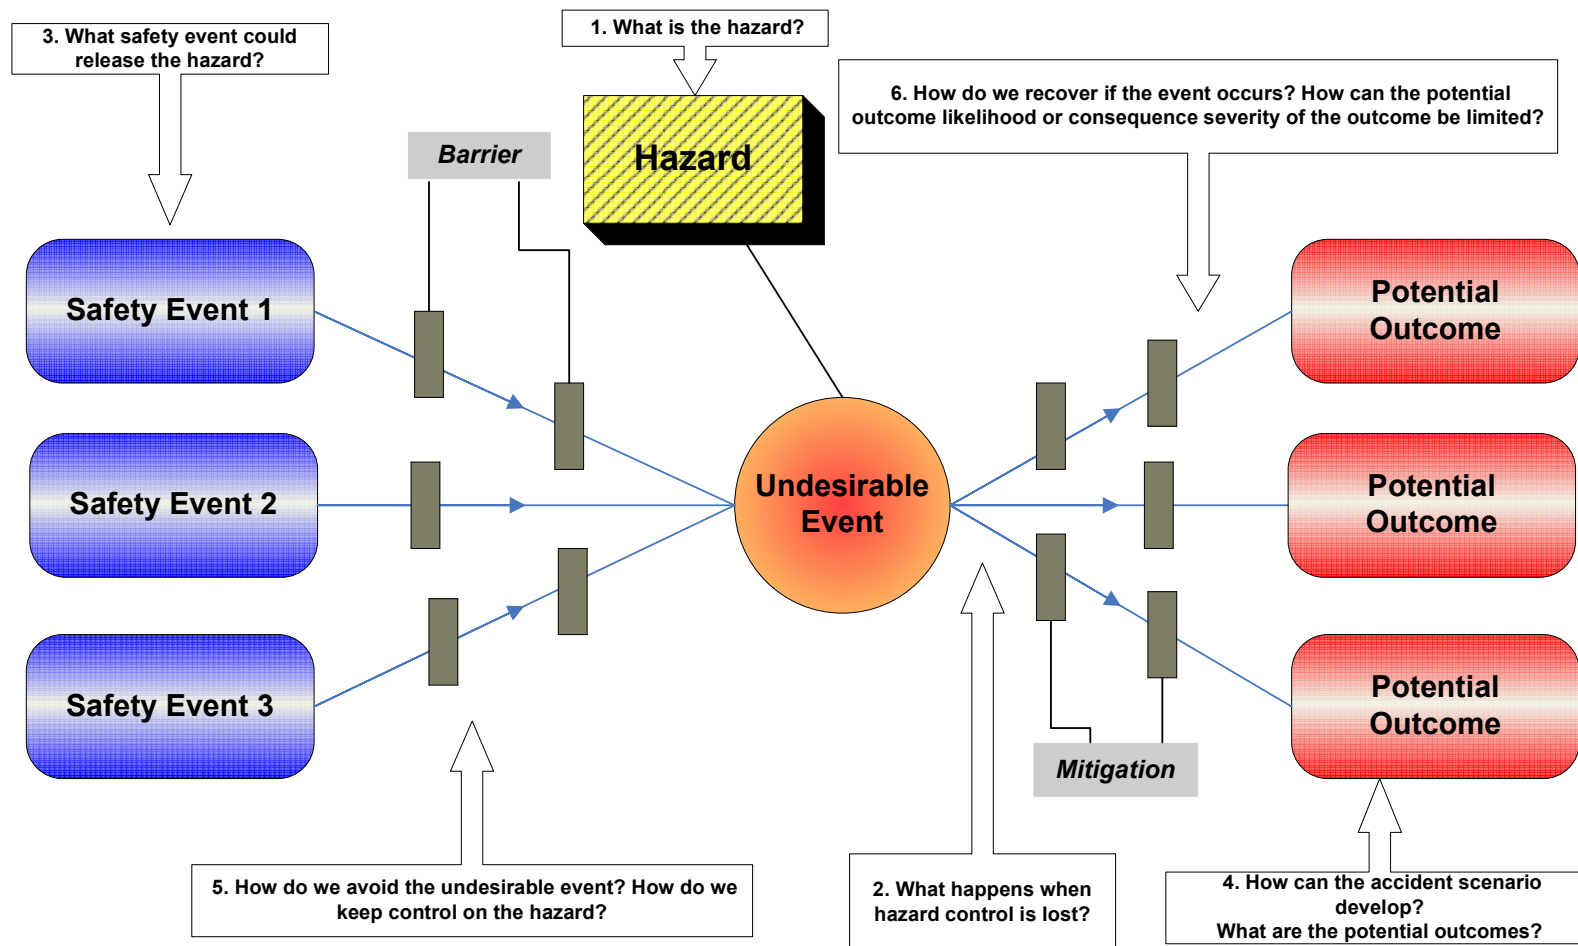 3. What safety event could
release the hazard?
1. What is the hazard?
6. How do we recover if the event occurs? How can the potential
outcome likelihood or consequence severity of the outcome be limited?
Barrier
Hazard
Safety Event 1
Potential
Outcome
Safety Event 2
Undesirable
Event
Potential
Outcome
Safety Event 3
Potential
Outcome
Mitigation
5. How do we avoid the undesirable event? How do we
keep control on the hazard?
2. What happens when
hazard control is lost?
4. How can the accident scenario
develop?
What are the potential outcomes?